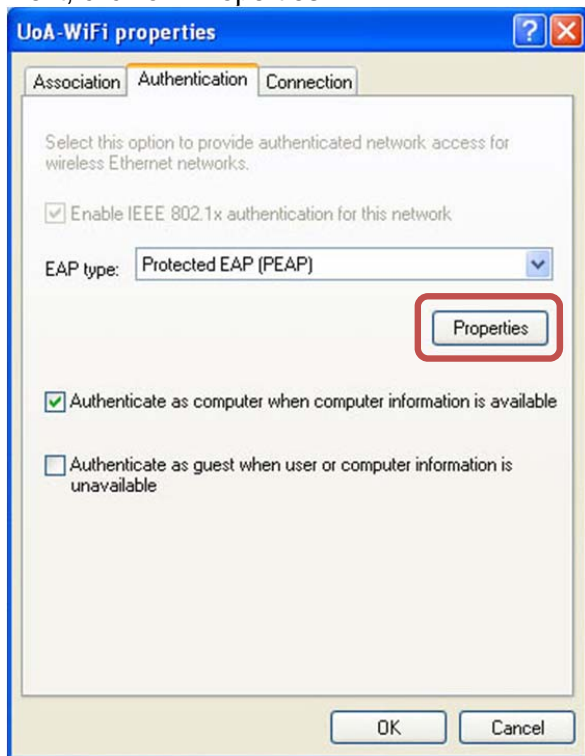 UoA-WiFi properties
Association Authentication Connection
Select this option to provide authenticated network access for
wireless Ethernet networks.
Enable IEEE 802.1x authentication for this network
EAP type: Protected EAP (PEAP)
Properties
Authenticate as computer when computer information is available
Authenticate as guest when user or computer information is
unavailable
OK Cancel